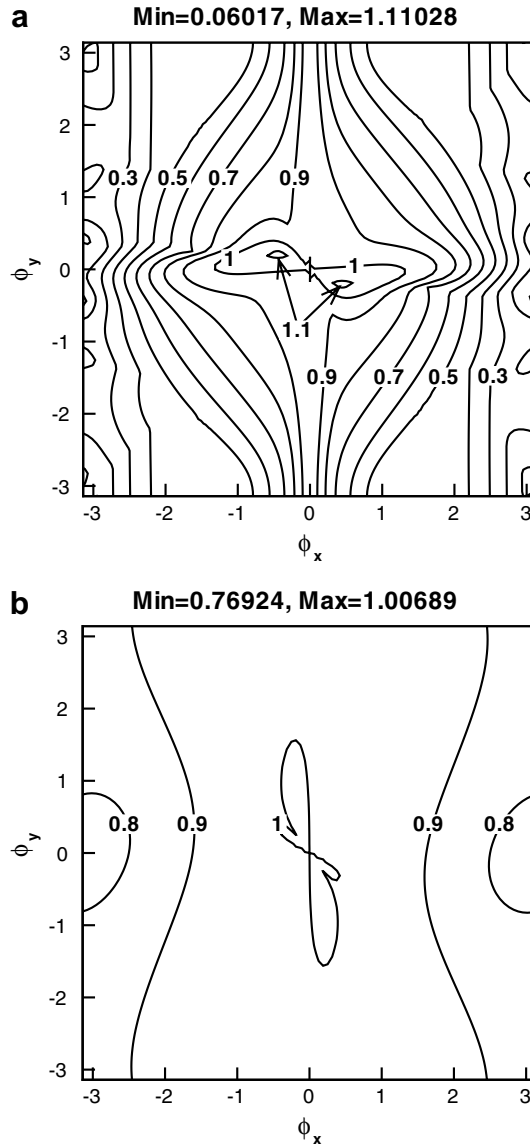 a
Min=0.06017, Max=1.11028
3
2
1
0
-1
-2
-3
ϕy
0.3 0.5 0.7 0.9
1 1
1.1
0.9 0.7 0.5 0.3
-3 -2 -1 0 1 2 3
ϕx
b
Min=0.76924, Max=1.00689
3
2
1
0
-1
-2
-3
ϕy
0.8 0.9 1 0.9 0.8
-3 -2 -1 0 1 2 3
ϕx